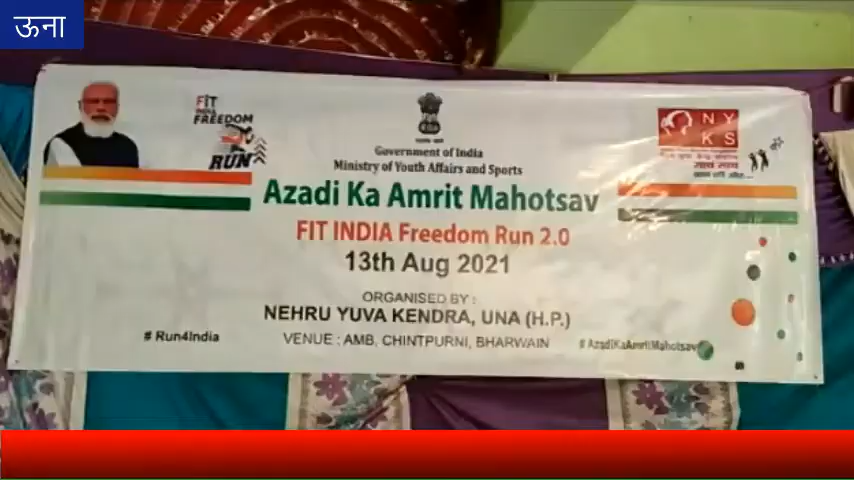 ऊना
FIT
INDIA
FREEDOM
RUN
Government of India
Ministry of Youth Affairs and Sports
Azadi Ka Amrit Mahotsav
FIT INDIA Freedom Run 2.0
13th Aug 2021
ORGANISED BY :
NEHRU YUVA KENDRA, UNA (H.P.)
VENUE : AMB, CHINTPURNI, BHARWAIN
# Run4India
# AzadiKaAmritMahotsav
NY
KS